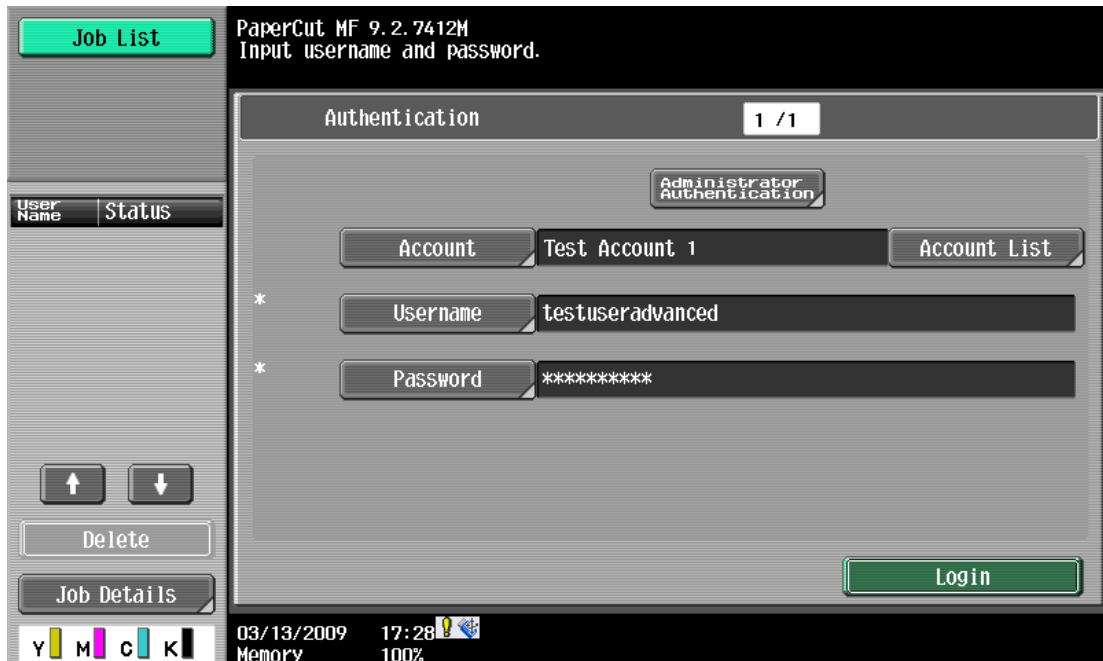 Job List
PaperCut MF 9.2.7412M
Input username and password.
Authentication
1 /1
Administrator
Authentication
User
Name
Status
Account
Test Account 1
Account List
*
Username
testuseradvanced
*
Password
**********
Delete
Login
Job Details
03/13/2009 17:28
Y M C K
Memory 100%